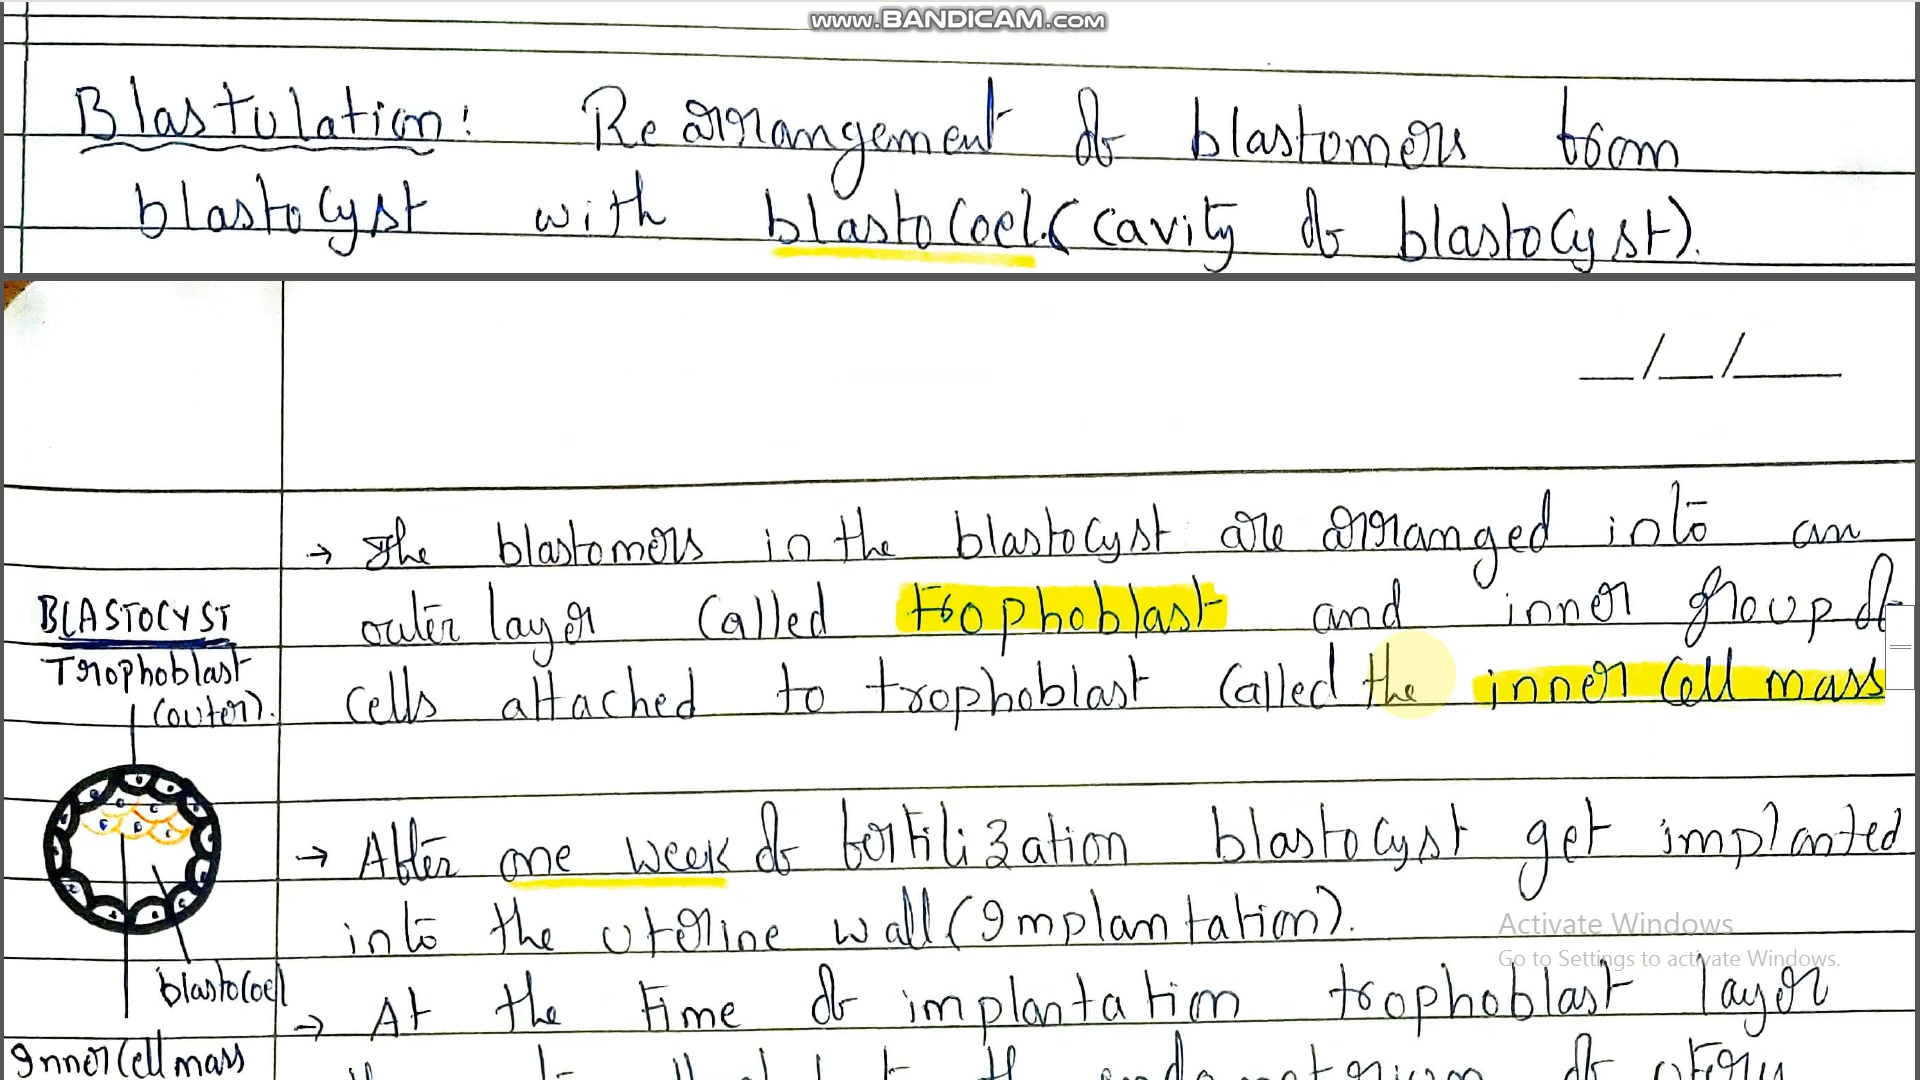 www.BANDICAM.com
Blastulation: Rearrangement of blastomers from
blastocyst with blastocoel.(cavity of blastocyst).
__/__/____
→ The blastomers in the blastocyst are arranged into an
outer layer called trophoblast and inner group of
cells attached to trophoblast called the inner cell mass
BLASTOCYST
Trophoblast
(outer).
→ After one week of fertilization blastocyst get implanted
into the uterine wall (Implantation).
blastocoel
Inner cell mass
→ At the time of implantation trophoblast layer
of uterus
Activate Windows
Go to Settings to activate Windows.